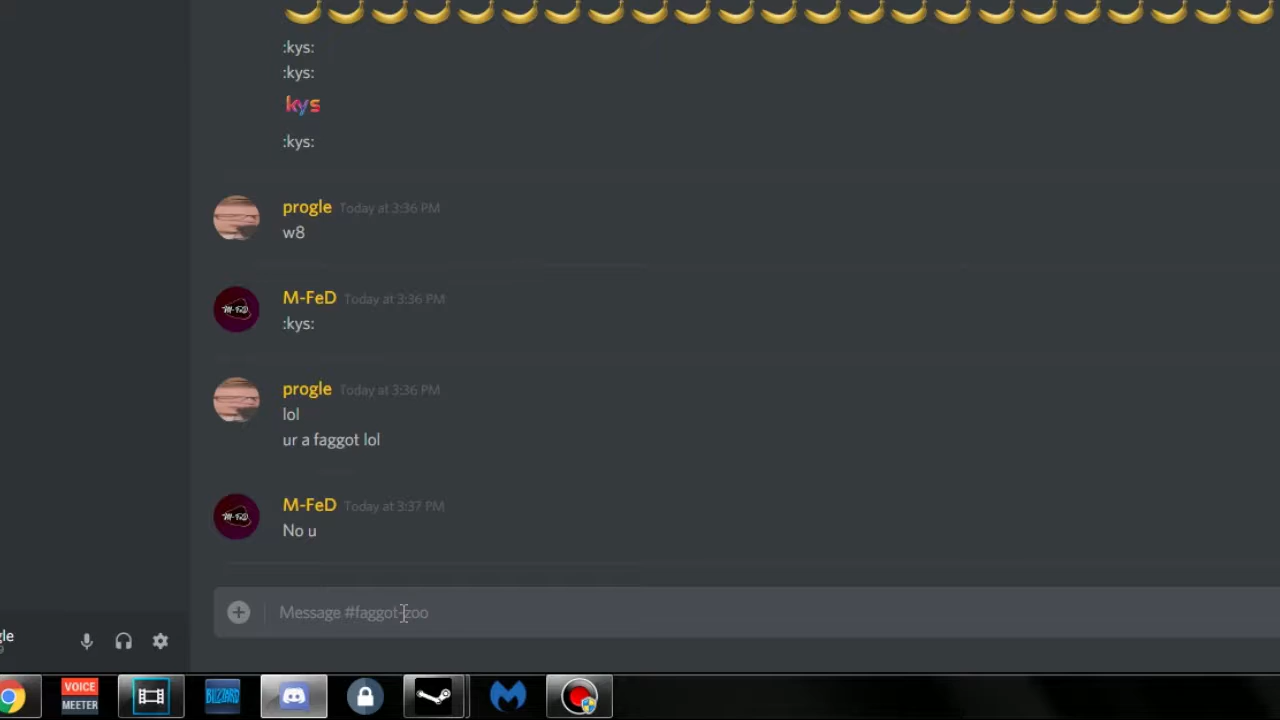 :kys:
:kys:
kys
:kys:
progle Today at 3:36 PM
w8
M-FeD Today at 3:36 PM
:kys:
progle Today at 3:36 PM
lol
ur a faggot lol
M-FeD Today at 3:37 PM
No u
Message #faggot-zoo
gle
VOICE
MEETER
BLIZZARD